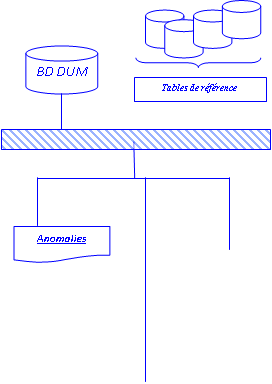 BD DUM
Tables de référence
Anomalies